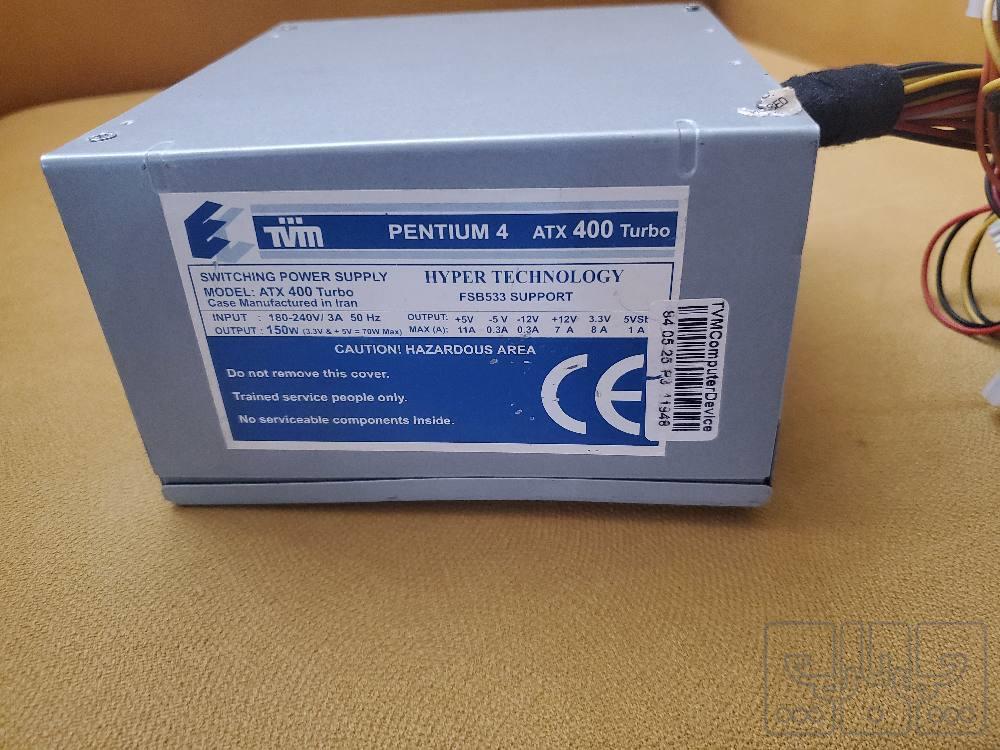 TVM PENTIUM 4 ATX 400 Turbo
SWITCHING POWER SUPPLY
MODEL: ATX 400 Turbo
Case Manufactured in Iran
HYPER TECHNOLOGY
FSB533 SUPPORT
INPUT : 180-240V/ 3A 50 Hz
OUTPUT : 150W (3.3V & + 5V = 70W Max)
OUTPUT: +5V -5 V -12V +12V 3.3V 5VSt
MAX (A): 11A 0.3A 0.3A 7 A 8 A 1 A
CAUTION! HAZARDOUS AREA
Do not remove this cover.
Trained service people only.
No serviceable components inside.
CE
TVMComputerDevice
84 05 25 P3 11948